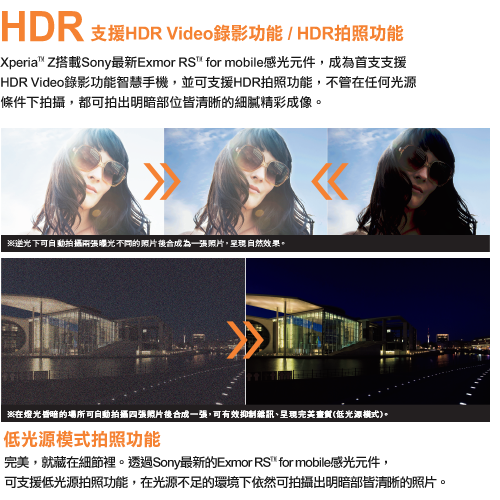 HDR 支援HDR Video錄影功能 / HDR拍照功能
Xperia™ Z搭載Sony最新Exmor RS™ for mobile感光元件，成為首支支援
HDR Video錄影功能智慧手機，並可支援HDR拍照功能，不管在任何光源
條件下拍攝，都可拍出明暗部位皆清晰的細膩精彩成像。
※逆光下可自動拍攝兩張曝光不同的照片後合成為一張照片，呈現自然效果。
※在燈光昏暗的場所可自動拍攝四張照片後合成一張，可有效抑制雜訊、呈現完美畫質(低光源模式)。
低光源模式拍照功能
完美，就藏在細節裡。透過Sony最新的Exmor RS™ for mobile感光元件，
可支援低光源拍照功能，在光源不足的環境下依然可拍攝出明暗部皆清晰的照片。